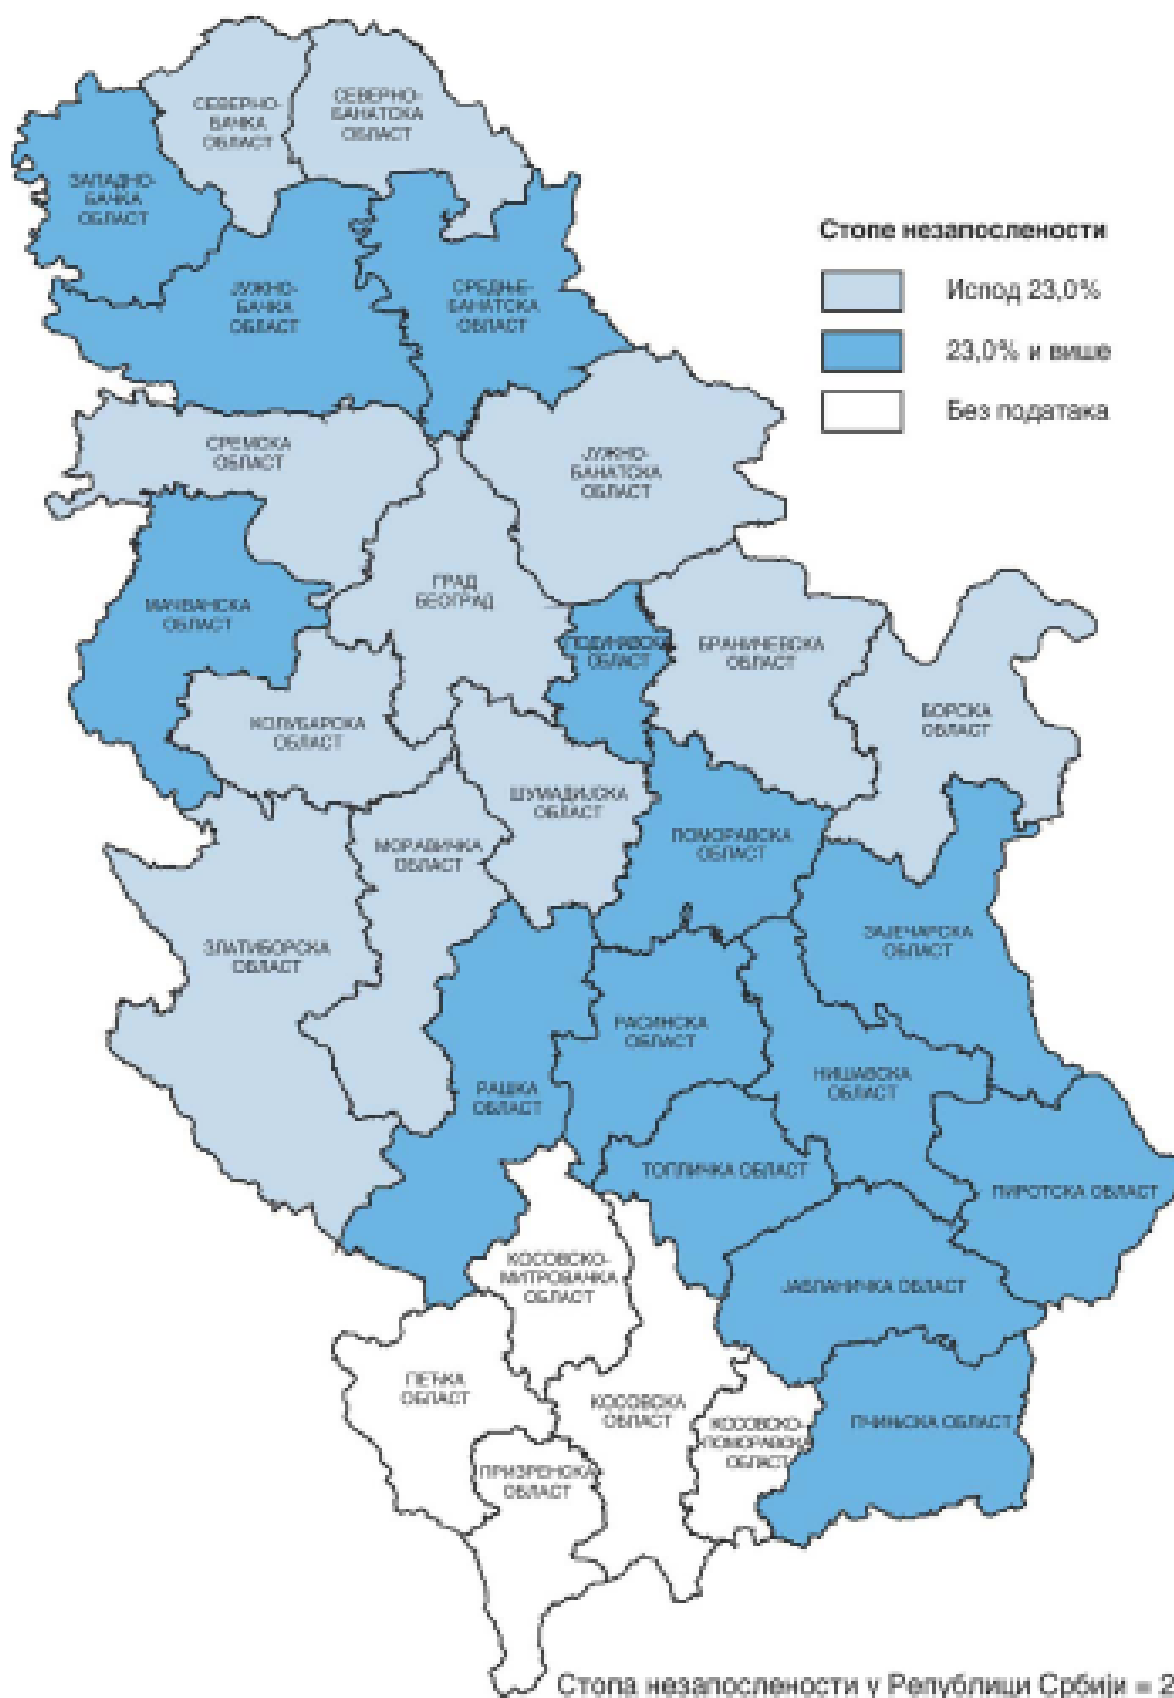 СЕВЕРНО-
БАЧКА
ОБЛАСТ
СЕВЕРНО-
БАНАТСКА
ОБЛАСТ
ЗАПАДНО-
БАЧКА
ОБЛАСТ
Стопе незапослености
Испод 23,0%
23,0% и више
Без података
ЈУЖНО-
БАЧКА
ОБЛАСТ
СРЕДЊЕ-
БАНАТСКА
ОБЛАСТ
СРЕМСКА
ОБЛАСТ
ЈУЖНО-
БАНАТСКА
ОБЛАСТ
МАЧВАНСКА
ОБЛАСТ
ГРАД
БЕОГРАД
ПОДУНАВСКА
ОБЛАСТ
БРАНИЧЕВСКА
ОБЛАСТ
БОРСКА
ОБЛАСТ
КОЛУБАРСКА
ОБЛАСТ
ШУМАДИЈСКА
ОБЛАСТ
МОРАВИЧКА
ОБЛАСТ
ПОМОРАВСКА
ОБЛАСТ
ЗЛАТИБОРСКА
ОБЛАСТ
ЗАЈЕЧАРСКА
ОБЛАСТ
РАСИНСКА
ОБЛАСТ
РАШКА
ОБЛАСТ
НИШАВСКА
ОБЛАСТ
ТОПЛИЧКА ОБЛАСТ
ПИРОТСКА ОБЛАСТ
КОСОВСКО-
МИТРОВАЧКА
ОБЛАСТ
ЈАБЛАНИЧКА ОБЛАСТ
ПЕЋКА
ОБЛАСТ
КОСОВСКА
ОБЛАСТ
КОСОВСКО-
ПОМОРАВСКА
ОБЛАСТ
ПЧИЊСКА ОБЛАСТ
ПРИЗРЕНСКА
ОБЛАСТ
Стопа незапослености у Републици Србији = 2